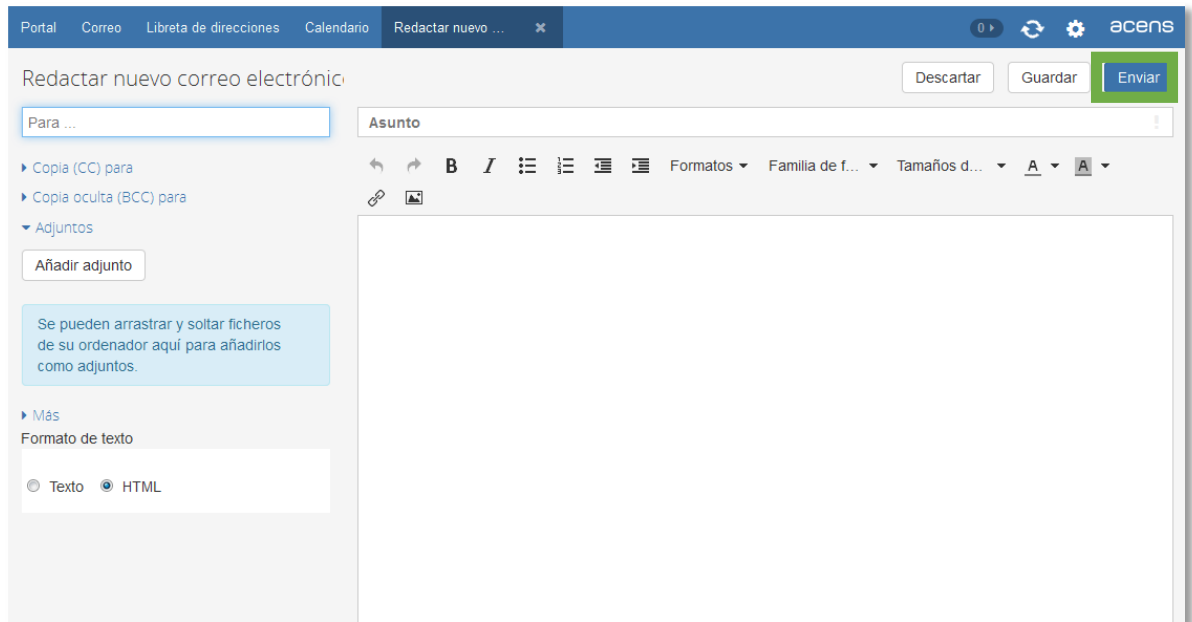 Portal Correo Libreta de direcciones Calendario Redactar nuevo ... 0 acens
Redactar nuevo correo electrónic
Descartar Guardar Enviar
Para ...
Asunto !
Copia (CC) para
B I Formatos Familia de f... Tamaños d... A A
Copia oculta (BCC) para
Adjuntos
Añadir adjunto
Se pueden arrastrar y soltar ficheros
de su ordenador aquí para añadirlos
como adjuntos.
Más
Formato de texto
Texto HTML